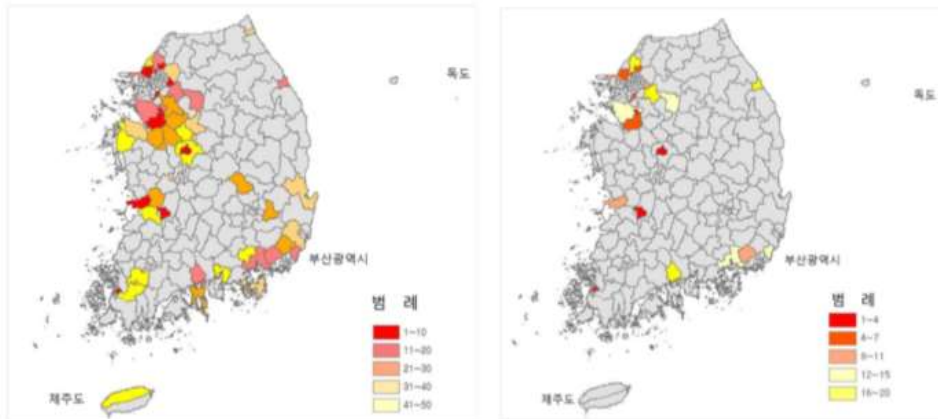 독도
부산광역시
범 례
1~10
11~20
21~30
31~40
41~50
제주도
독도
부산광역시
범 례
1~4
4~7
8~11
12~15
16~20
제주도